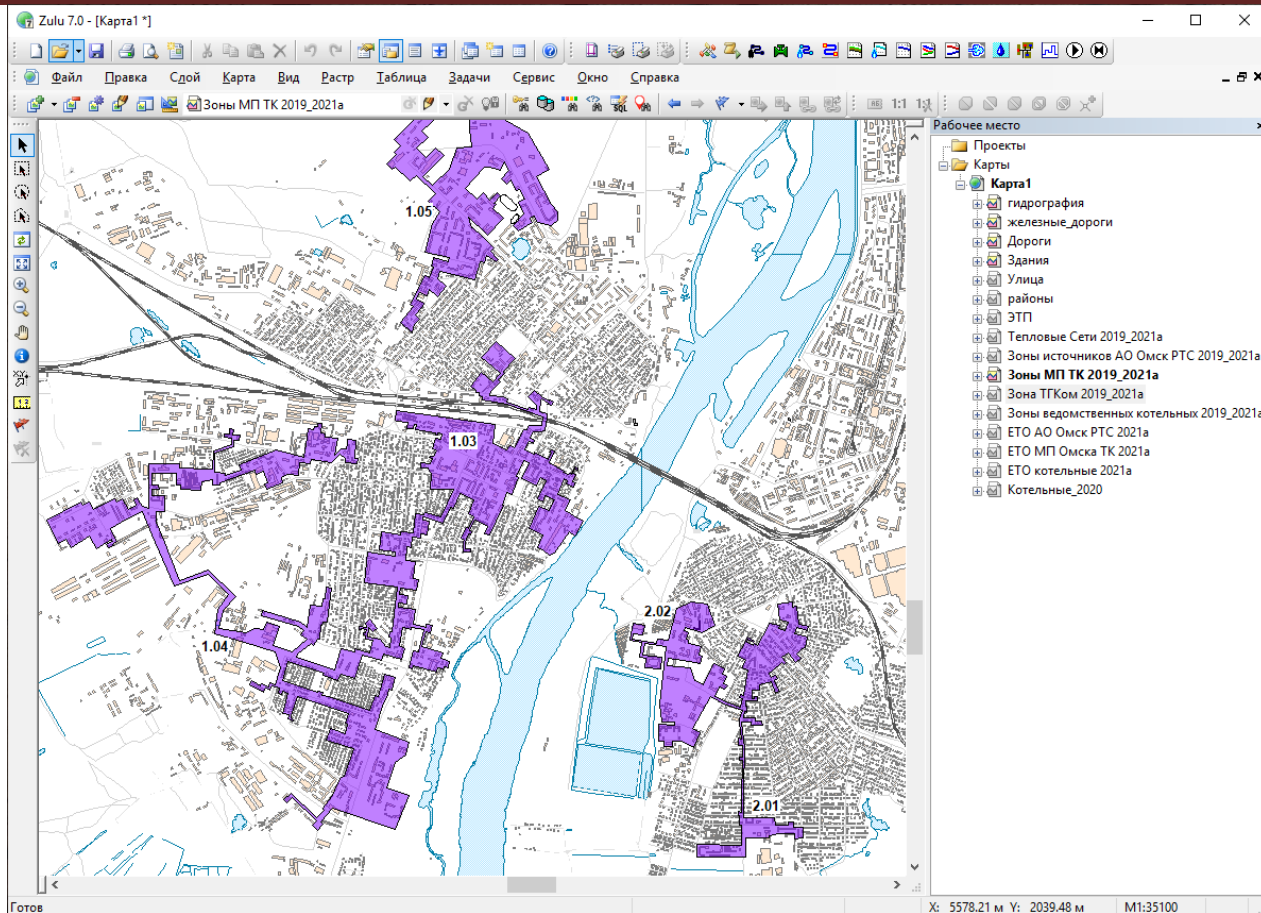 Zulu 7.0 - [Карта1 *]
Файл Правка Слой Карта Вид Растр Таблица Задачи Сервис Окно Справка
Зоны МП ТК 2019_2021а
SQL
1:1
Рабочее место
Проекты
Карты
Карта1
гидрография
железные_дороги
Дороги
Здания
Улица
районы
ЭТП
Тепловые Сети 2019_2021а
Зоны источников АО Омск РТС 2019_2021а
Зоны МП ТК 2019_2021а
Зона ТГКом 2019_2021а
Зоны ведомственных котельных 2019_2021а
ЕТО АО Омск РТС 2021а
ЕТО МП Омска ТК 2021а
ЕТО котельные 2021а
Котельные_2020
1.05
1.03
2.02
1.04
2.01
Готов
X: 5578.21 м Y: 2039.48 м М1:35100